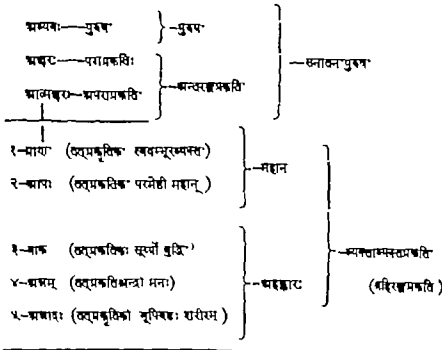 अव्ययः—पुरुषः —पुरुषः
अक्षरः—पराप्रकृतिः
—सनातनपुरुषः
आत्मक्षरः—अपराप्रकृतिः —अन्तरङ्गप्रकृतिः
१–प्राणः (तत्प्रकृतिकः स्वयम्भूरव्यक्तः)
—महान्
२–आपः (तत्प्रकृतिकः परमेष्ठी महान्)
३–वाक् (तत्प्रकृतिकः सूर्य्यो बुद्धिः)
—व्यक्ताव्यक्तप्रकृतिः
४–अन्नम् (तत्प्रकृतिकश्चन्द्रो मनः) —अहङ्कारः
(बहिरङ्गप्रकृतिः)
५–अन्नादः (तत्प्रकृतिको भूपिण्डः शरीरम्)